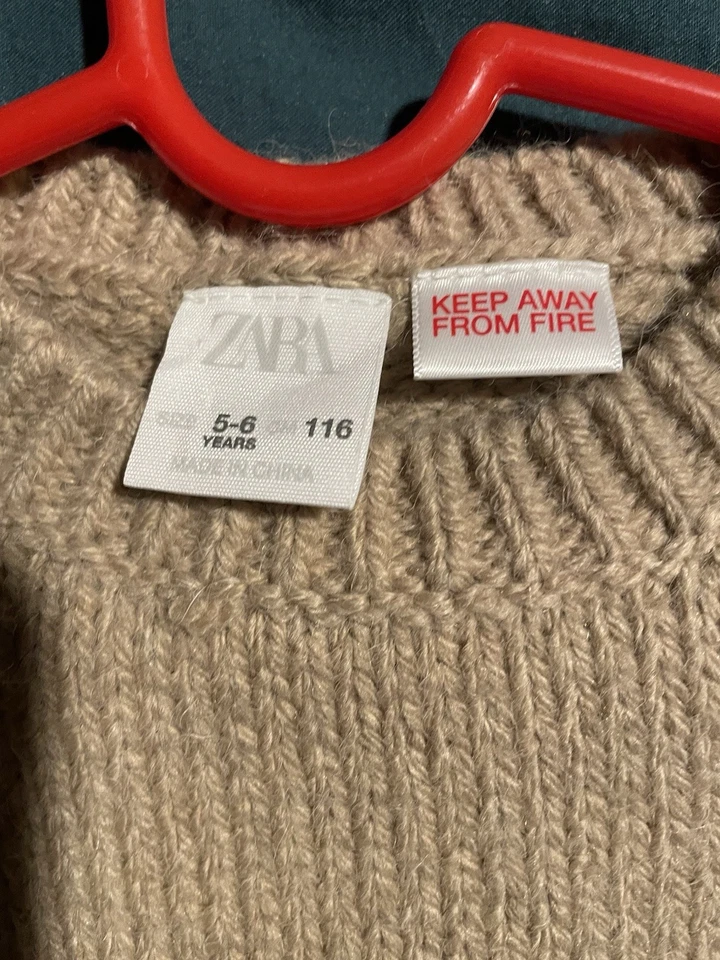 ZARA
SIZE 5-6 CM 116
YEARS
MADE IN CHINA
KEEP AWAY
FROM FIRE